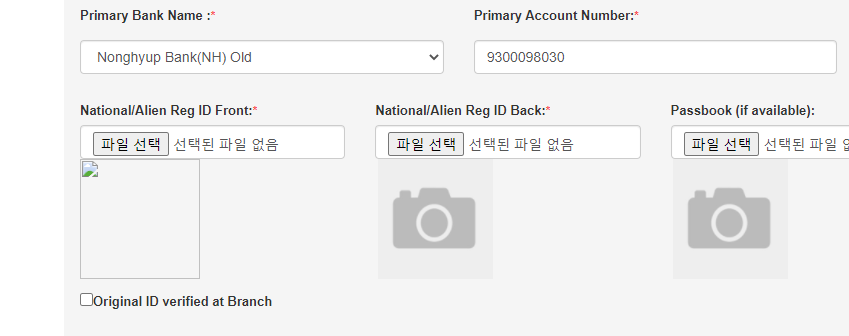 Primary Bank Name :*
Primary Account Number:*
Nonghyup Bank(NH) Old
9300098030
National/Alien Reg ID Front:*
National/Alien Reg ID Back:*
Passbook (if available):
파일 선택 선택된 파일 없음
파일 선택 선택된 파일 없음
파일 선택 선택된 파일
Original ID verified at Branch